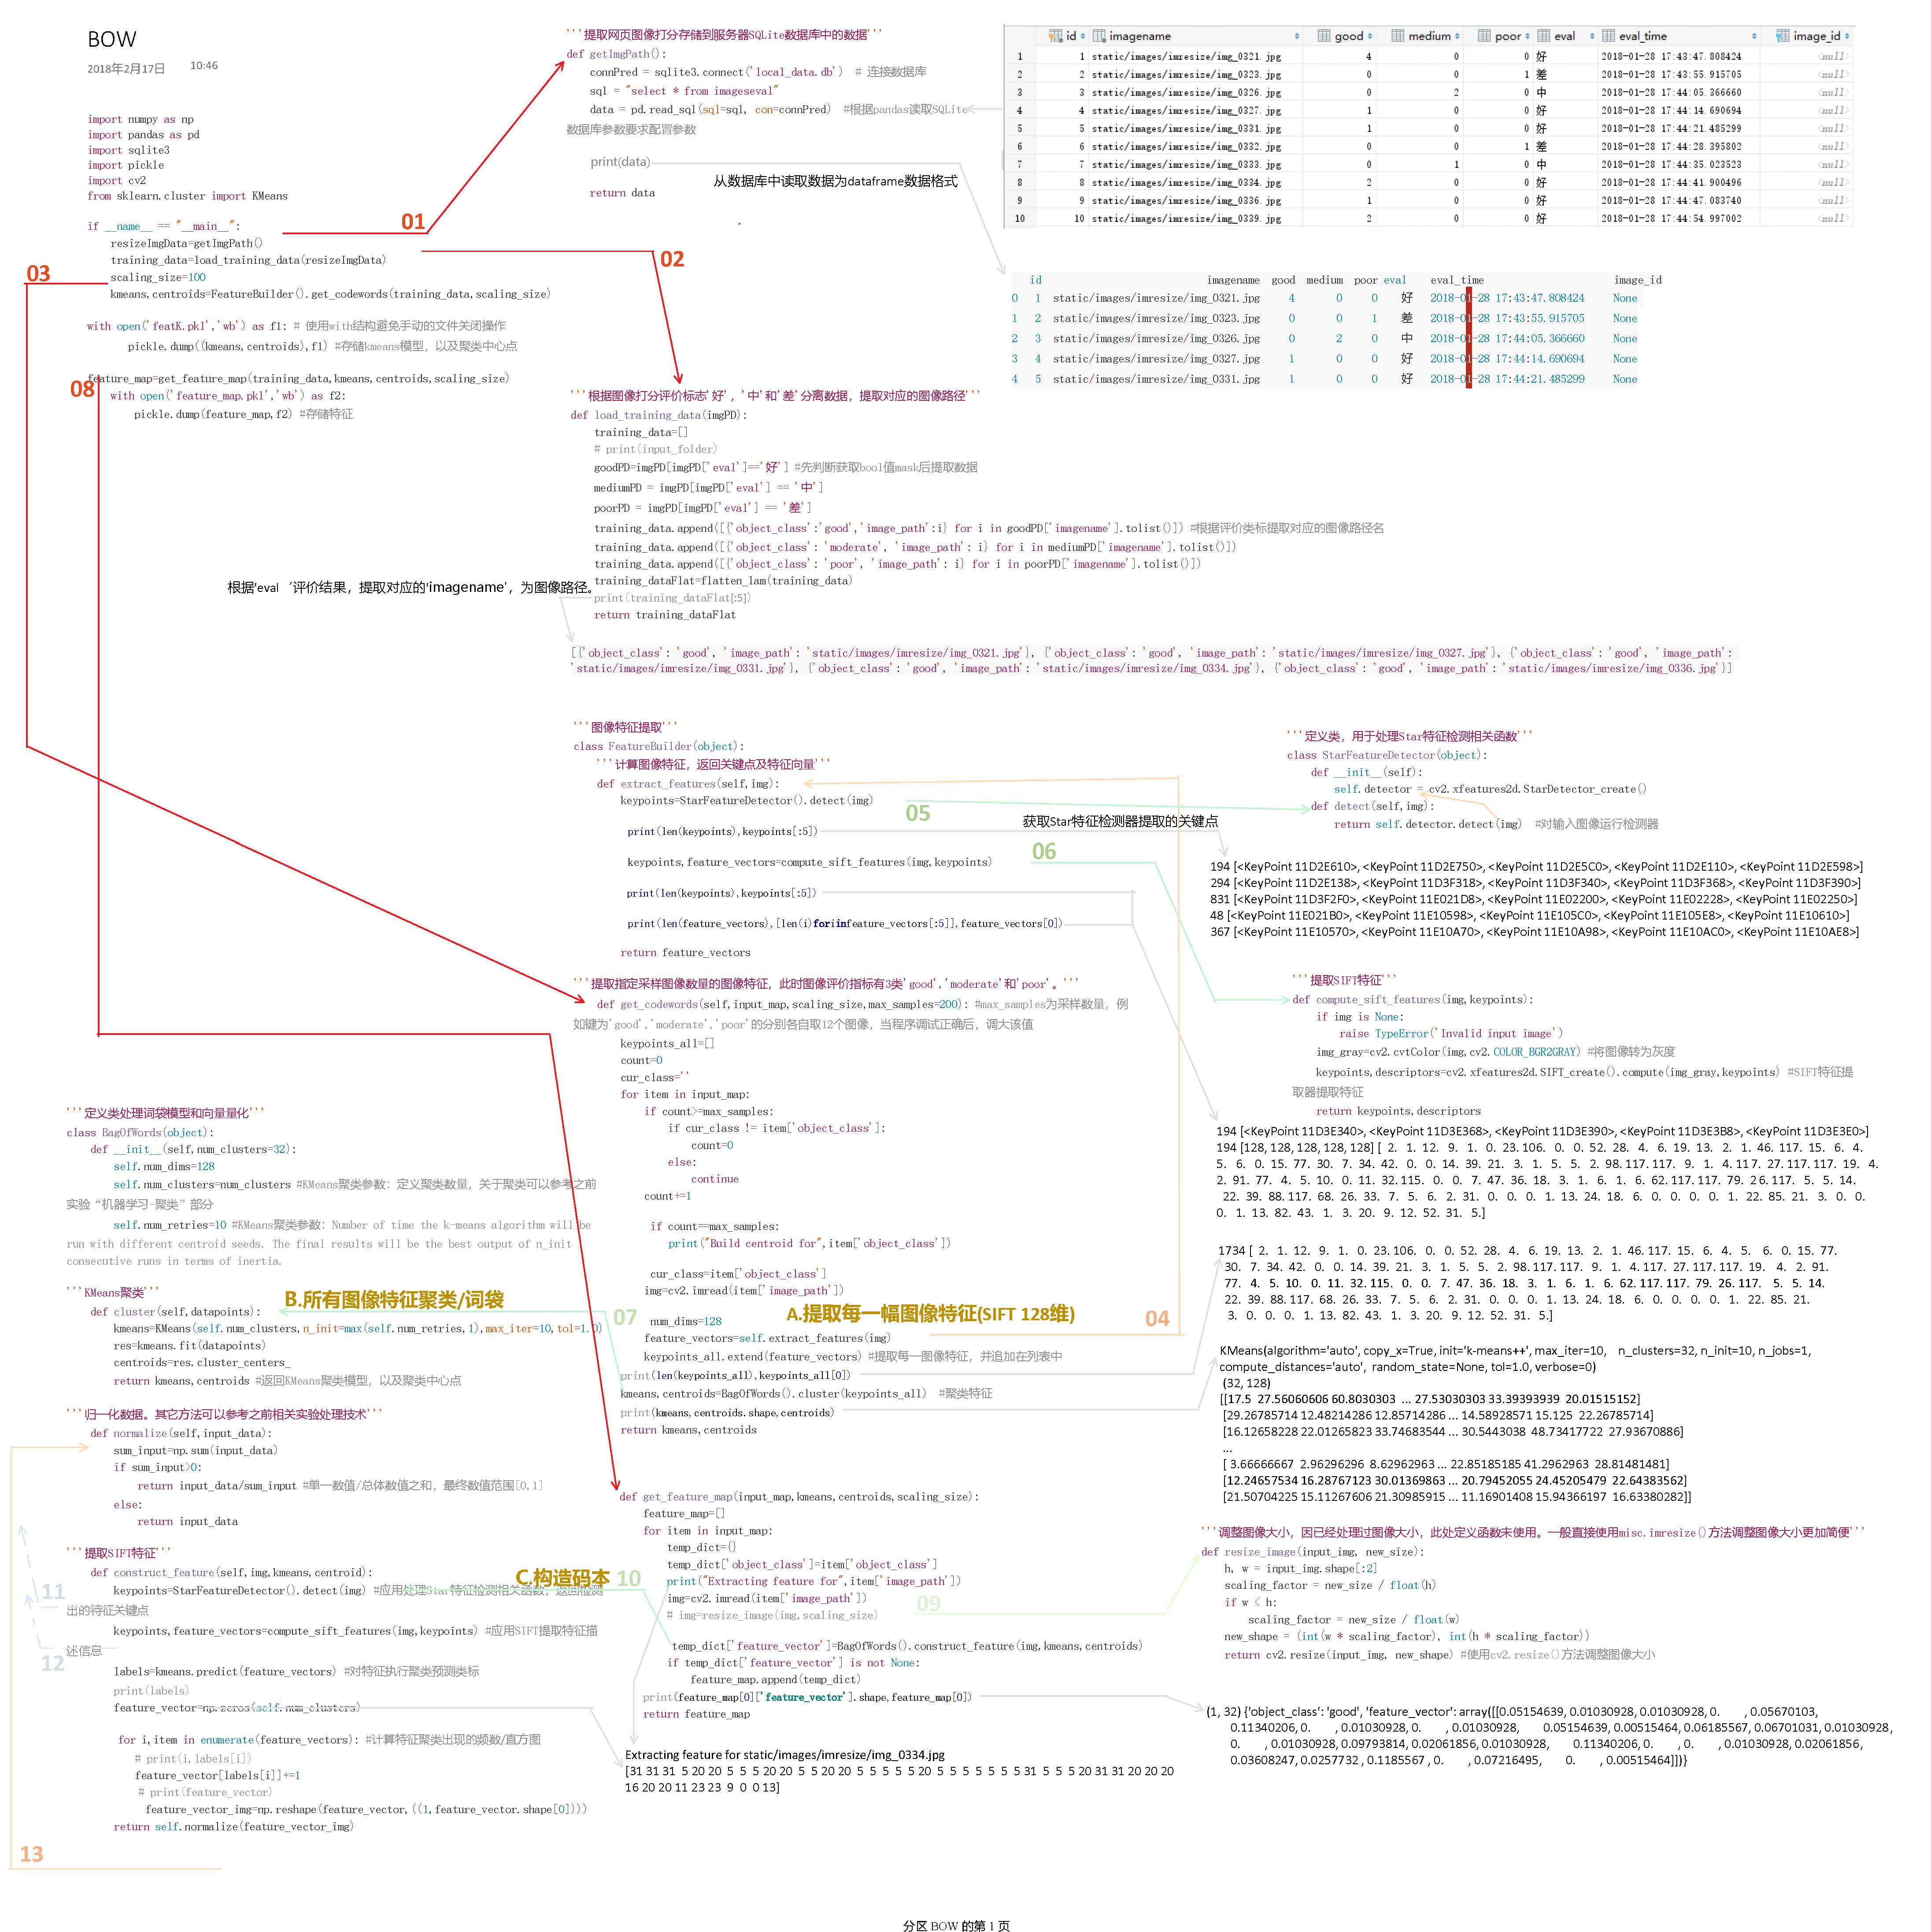 BOW
2018年2月17日 10:46
import numpy as np
import pandas as pd
import sqlite3
import pickle
import cv2
from sklearn.cluster import KMeans
if __name__ == "__main__":
resizeImgData=getImgPath()
training_data=load_training_data(resizeImgData)
scaling_size=100
kmeans,centroids=FeatureBuilder().get_codewords(training_data,scaling_size)
with open('featK.pkl','wb') as f1: # 使用with结构避免手动的文件关闭操作
pickle.dump((kmeans,centroids),f1) #存储kmeans模型，以及聚类中心点
feature_map=get_feature_map(training_data,kmeans,centroids,scaling_size)
with open('feature_map.pkl','wb') as f2:
pickle.dump(feature_map,f2) #存储特征
01
02
03
08
'''提取网页图像打分存储到服务器SQLite数据库中的数据'''
def getImgPath():
connPred = sqlite3.connect('local_data.db') # 连接数据库
sql = "select * from imageseval"
data = pd.read_sql(sql=sql, con=connPred) #根据pandas读取SQLite
数据库参数要求配置参数
print(data)
从数据库中读取数据为dataframe数据格式
return data
id imagename good medium poor eval eval_time image_id
1 1 static/images/imresize/img_0321.jpg 4 0 0 好 2018-01-28 17:43:47.808424 <null>
2 2 static/images/imresize/img_0323.jpg 0 0 1 差 2018-01-28 17:43:55.915705 <null>
3 3 static/images/imresize/img_0326.jpg 0 2 0 中 2018-01-28 17:44:05.366660 <null>
4 4 static/images/imresize/img_0327.jpg 1 0 0 好 2018-01-28 17:44:14.690694 <null>
5 5 static/images/imresize/img_0331.jpg 1 0 0 好 2018-01-28 17:44:21.485299 <null>
6 6 static/images/imresize/img_0332.jpg 0 0 1 差 2018-01-28 17:44:28.395802 <null>
7 7 static/images/imresize/img_0333.jpg 0 1 0 中 2018-01-28 17:44:35.023523 <null>
8 8 static/images/imresize/img_0334.jpg 2 0 0 好 2018-01-28 17:44:41.900496 <null>
9 9 static/images/imresize/img_0336.jpg 1 0 0 好 2018-01-28 17:44:47.083740 <null>
10 10 static/images/imresize/img_0339.jpg 2 0 0 好 2018-01-28 17:44:54.997002 <null>
id imagename good medium poor eval eval_time image_id
0 1 static/images/imresize/img_0321.jpg 4 0 0 好 2018-01-28 17:43:47.808424 None
1 2 static/images/imresize/img_0323.jpg 0 0 1 差 2018-01-28 17:43:55.915705 None
2 3 static/images/imresize/img_0326.jpg 0 2 0 中 2018-01-28 17:44:05.366660 None
3 4 static/images/imresize/img_0327.jpg 1 0 0 好 2018-01-28 17:44:14.690694 None
4 5 static/images/imresize/img_0331.jpg 1 0 0 好 2018-01-28 17:44:21.485299 None
'''根据图像打分评价标志'好'，'中'和'差'分离数据，提取对应的图像路径'''
def load_training_data(imgPD):
training_data=[]
# print(input_folder)
goodPD=imgPD[imgPD['eval']=='好'] #先判断获取bool值mask后提取数据
mediumPD = imgPD[imgPD['eval'] == '中']
poorPD = imgPD[imgPD['eval'] == '差']
training_data.append([{'object_class':'good','image_path':i} for i in goodPD['imagename'].tolist()]) #根据评价类标提取对应的图像路径名
training_data.append([{'object_class': 'moderate', 'image_path': i} for i in mediumPD['imagename'].tolist()])
training_data.append([{'object_class': 'poor', 'image_path': i} for i in poorPD['imagename'].tolist()])
training_dataFlat=flatten_lam(training_data)
根据'eval‘评价结果，提取对应的'imagename'，为图像路径。
print(training_dataFlat[:5])
return training_dataFlat
[{'object_class': 'good', 'image_path': 'static/images/imresize/img_0321.jpg'}, {'object_class': 'good', 'image_path': 'static/images/imresize/img_0327.jpg'}, {'object_class': 'good', 'image_path':
'static/images/imresize/img_0331.jpg'}, {'object_class': 'good', 'image_path': 'static/images/imresize/img_0334.jpg'}, {'object_class': 'good', 'image_path': 'static/images/imresize/img_0336.jpg'}]
'''图像特征提取'''
class FeatureBuilder(object):
'''计算图像特征，返回关键点及特征向量'''
def extract_features(self,img):
keypoints=StarFeatureDetector().detect(img)
05
print(len(keypoints),keypoints[:5])
获取Star特征检测器提取的关键点
06
keypoints,feature_vectors=compute_sift_features(img,keypoints)
print(len(keypoints),keypoints[:5])
print(len(feature_vectors),[len(i)foriinfeature_vectors[:5]],feature_vectors[0])
return feature_vectors
'''提取指定采样图像数量的图像特征，此时图像评价指标有3类'good','moderate'和'poor'。'''
def get_codewords(self,input_map,scaling_size,max_samples=200): #max_samples为采样数量，例
如键为'good','moderate','poor'的分别各自取12个图像，当程序调试正确后，调大该值
keypoints_all=[]
count=0
cur_class=''
for item in input_map:
if count>=max_samples:
if cur_class != item['object_class']:
count=0
else:
continue
count+=1
if count==max_samples:
print("Build centroid for",item['object_class'])
cur_class=item['object_class']
img=cv2.imread(item['image_path'])
A.提取每一幅图像特征(SIFT 128维)
04
num_dims=128
feature_vectors=self.extract_features(img)
keypoints_all.extend(feature_vectors) #提取每一图像特征，并追加在列表中
print(len(keypoints_all),keypoints_all[0])
kmeans,centroids=BagOfWords().cluster(keypoints_all) #聚类特征
print(kmeans,centroids.shape,centroids)
return kmeans,centroids
'''定义类，用于处理Star特征检测相关函数'''
class StarFeatureDetector(object):
def __init__(self):
self.detector = cv2.xfeatures2d.StarDetector_create()
def detect(self,img):
return self.detector.detect(img) #对输入图像运行检测器
194 [<KeyPoint 11D2E610>, <KeyPoint 11D2E750>, <KeyPoint 11D2E5C0>, <KeyPoint 11D2E110>, <KeyPoint 11D2E598>]
294 [<KeyPoint 11D2E138>, <KeyPoint 11D3F318>, <KeyPoint 11D3F340>, <KeyPoint 11D3F368>, <KeyPoint 11D3F390>]
831 [<KeyPoint 11D3F2F0>, <KeyPoint 11E021D8>, <KeyPoint 11E02200>, <KeyPoint 11E02228>, <KeyPoint 11E02250>]
48 [<KeyPoint 11E021B0>, <KeyPoint 11E10598>, <KeyPoint 11E105C0>, <KeyPoint 11E105E8>, <KeyPoint 11E10610>]
367 [<KeyPoint 11E10570>, <KeyPoint 11E10A70>, <KeyPoint 11E10A98>, <KeyPoint 11E10AC0>, <KeyPoint 11E10AE8>]
'''提取SIFT特征'''
def compute_sift_features(img,keypoints):
if img is None:
raise TypeError('Invalid input image')
img_gray=cv2.cvtColor(img,cv2.COLOR_BGR2GRAY) #将图像转为灰度
keypoints,descriptors=cv2.xfeatures2d.SIFT_create().compute(img_gray,keypoints) #SIFT特征提
取器提取特征
return keypoints,descriptors
194 [<KeyPoint 11D3E340>, <KeyPoint 11D3E368>, <KeyPoint 11D3E390>, <KeyPoint 11D3E3B8>, <KeyPoint 11D3E3E0>]
194 [128, 128, 128, 128, 128] [ 2. 1. 12. 9. 1. 0. 23. 106. 0. 0. 52. 28. 4. 6. 19. 13. 2. 1. 46. 117. 15. 6. 4.
5. 6. 0. 15. 77. 30. 7. 34. 42. 0. 0. 14. 39. 21. 3. 1. 5. 5. 2. 98. 117. 117. 9. 1. 4. 117. 27. 117. 117. 19. 4.
2. 91. 77. 4. 5. 10. 0. 11. 32. 115. 0. 0. 7. 47. 36. 18. 3. 1. 6. 1. 6. 62. 117. 117. 79. 26. 117. 5. 5. 14.
22. 39. 88. 117. 68. 26. 33. 7. 5. 6. 2. 31. 0. 0. 0. 1. 13. 24. 18. 6. 0. 0. 0. 0. 1. 22. 85. 21. 3. 0. 0.
0. 1. 13. 82. 43. 1. 3. 20. 9. 12. 52. 31. 5.]
1734 [ 2. 1. 12. 9. 1. 0. 23. 106. 0. 0. 52. 28. 4. 6. 19. 13. 2. 1. 46. 117. 15. 6. 4. 5. 6. 0. 15. 77.
30. 7. 34. 42. 0. 0. 14. 39. 21. 3. 1. 5. 5. 2. 98. 117. 117. 9. 1. 4. 117. 27. 117. 117. 19. 4. 2. 91.
77. 4. 5. 10. 0. 11. 32. 115. 0. 0. 7. 47. 36. 18. 3. 1. 6. 1. 6. 62. 117. 117. 79. 26. 117. 5. 5. 14.
22. 39. 88. 117. 68. 26. 33. 7. 5. 6. 2. 31. 0. 0. 0. 1. 13. 24. 18. 6. 0. 0. 0. 0. 1. 22. 85. 21.
3. 0. 0. 0. 1. 13. 82. 43. 1. 3. 20. 9. 12. 52. 31. 5.]
KMeans(algorithm='auto', copy_x=True, init='k-means++', max_iter=10, n_clusters=32, n_init=10, n_jobs=1,
compute_distances='auto', random_state=None, tol=1.0, verbose=0)
(32, 128)
[[17.5 27.56060606 60.8030303 ... 27.53030303 33.39393939 20.01515152]
[29.26785714 12.48214286 12.85714286 ... 14.58928571 15.125 22.26785714]
[16.12658228 22.01265823 33.74683544 ... 30.5443038 48.73417722 27.93670886]
...
[ 3.66666667 2.96296296 8.62962963 ... 22.85185185 41.2962963 28.81481481]
[12.24657534 16.28767123 30.01369863 ... 20.79452055 24.45205479 22.64383562]
[21.50704225 15.11267606 21.30985915 ... 11.16901408 15.94366197 16.63380282]]
'''定义类处理词袋模型和向量量化'''
class BagOfWords(object):
def __init__(self,num_clusters=32):
self.num_dims=128
self.num_clusters=num_clusters #KMeans聚类参数：定义聚类数量，关于聚类可以参考之前
实验“机器学习-聚类”部分
self.num_retries=10 #KMeans聚类参数：Number of time the k-means algorithm will be
run with different centroid seeds. The final results will be the best output of n_init
consecutive runs in terms of inertia.
'''KMeans聚类'''
B.所有图像特征聚类/词袋
07
def cluster(self,datapoints):
kmeans=KMeans(self.num_clusters,n_init=max(self.num_retries,1),max_iter=10,tol=1.0)
res=kmeans.fit(datapoints)
centroids=res.cluster_centers_
return kmeans,centroids #返回KMeans聚类模型，以及聚类中心点
'''归一化数据。其它方法可以参考之前相关实验处理技术'''
def normalize(self,input_data):
sum_input=np.sum(input_data)
if sum_input>0:
return input_data/sum_input #单一数值/总体数值之和，最终数值范围[0,1]
else:
return input_data
'''提取SIFT特征'''
def construct_feature(self,img,kmeans,centroid):
C.构造码本 10
keypoints=StarFeatureDetector().detect(img) #应用处理Star特征检测相关函数，返回检测
11
出的特征关键点
keypoints,feature_vectors=compute_sift_features(img,keypoints) #应用SIFT提取特征描
述信息
12
labels=kmeans.predict(feature_vectors) #对特征执行聚类预测类标
print(labels)
feature_vector=np.zeros(self.num_clusters)
for i,item in enumerate(feature_vectors): #计算特征聚类出现的频数/直方图
# print(i,labels[i])
feature_vector[labels[i]]+=1
# print(feature_vector)
feature_vector_img=np.reshape(feature_vector,((1,feature_vector.shape[0])))
return self.normalize(feature_vector_img)
13
def get_feature_map(input_map,kmeans,centroids,scaling_size):
feature_map=[]
for item in input_map:
temp_dict={}
temp_dict['object_class']=item['object_class']
print("Extracting feature for",item['image_path'])
img=cv2.imread(item['image_path'])
09
# img=resize_image(img,scaling_size)
temp_dict['feature_vector']=BagOfWords().construct_feature(img,kmeans,centroids)
if temp_dict['feature_vector'] is not None:
feature_map.append(temp_dict)
print(feature_map[0]['feature_vector'].shape,feature_map[0])
return feature_map
Extracting feature for static/images/imresize/img_0334.jpg
[31 31 31 5 20 20 5 5 5 20 20 5 5 20 20 5 5 5 5 5 20 5 5 5 5 5 5 5 31 5 5 5 20 31 31 20 20 20
16 20 20 11 23 23 9 0 0 13]
'''调整图像大小，因已经处理过图像大小，此处定义函数未使用。一般直接使用misc.imresize()方法调整图像大小更加简便'''
def resize_image(input_img, new_size):
h, w = input_img.shape[:2]
scaling_factor = new_size / float(h)
if w < h:
scaling_factor = new_size / float(w)
new_shape = (int(w * scaling_factor), int(h * scaling_factor))
return cv2.resize(input_img, new_shape) #使用cv2.resize()方法调整图像大小
(1, 32) {'object_class': 'good', 'feature_vector': array([[0.05154639, 0.01030928, 0.01030928, 0. , 0.05670103,
0.11340206, 0. , 0.01030928, 0. , 0.01030928, 0.05154639, 0.00515464, 0.06185567, 0.06701031, 0.01030928,
0. , 0.01030928, 0.09793814, 0.02061856, 0.01030928, 0.11340206, 0. , 0. , 0.01030928, 0.02061856,
0.03608247, 0.0257732 , 0.1185567 , 0. , 0.07216495, 0. , 0.00515464]])}
分区 BOW 的第 1 页